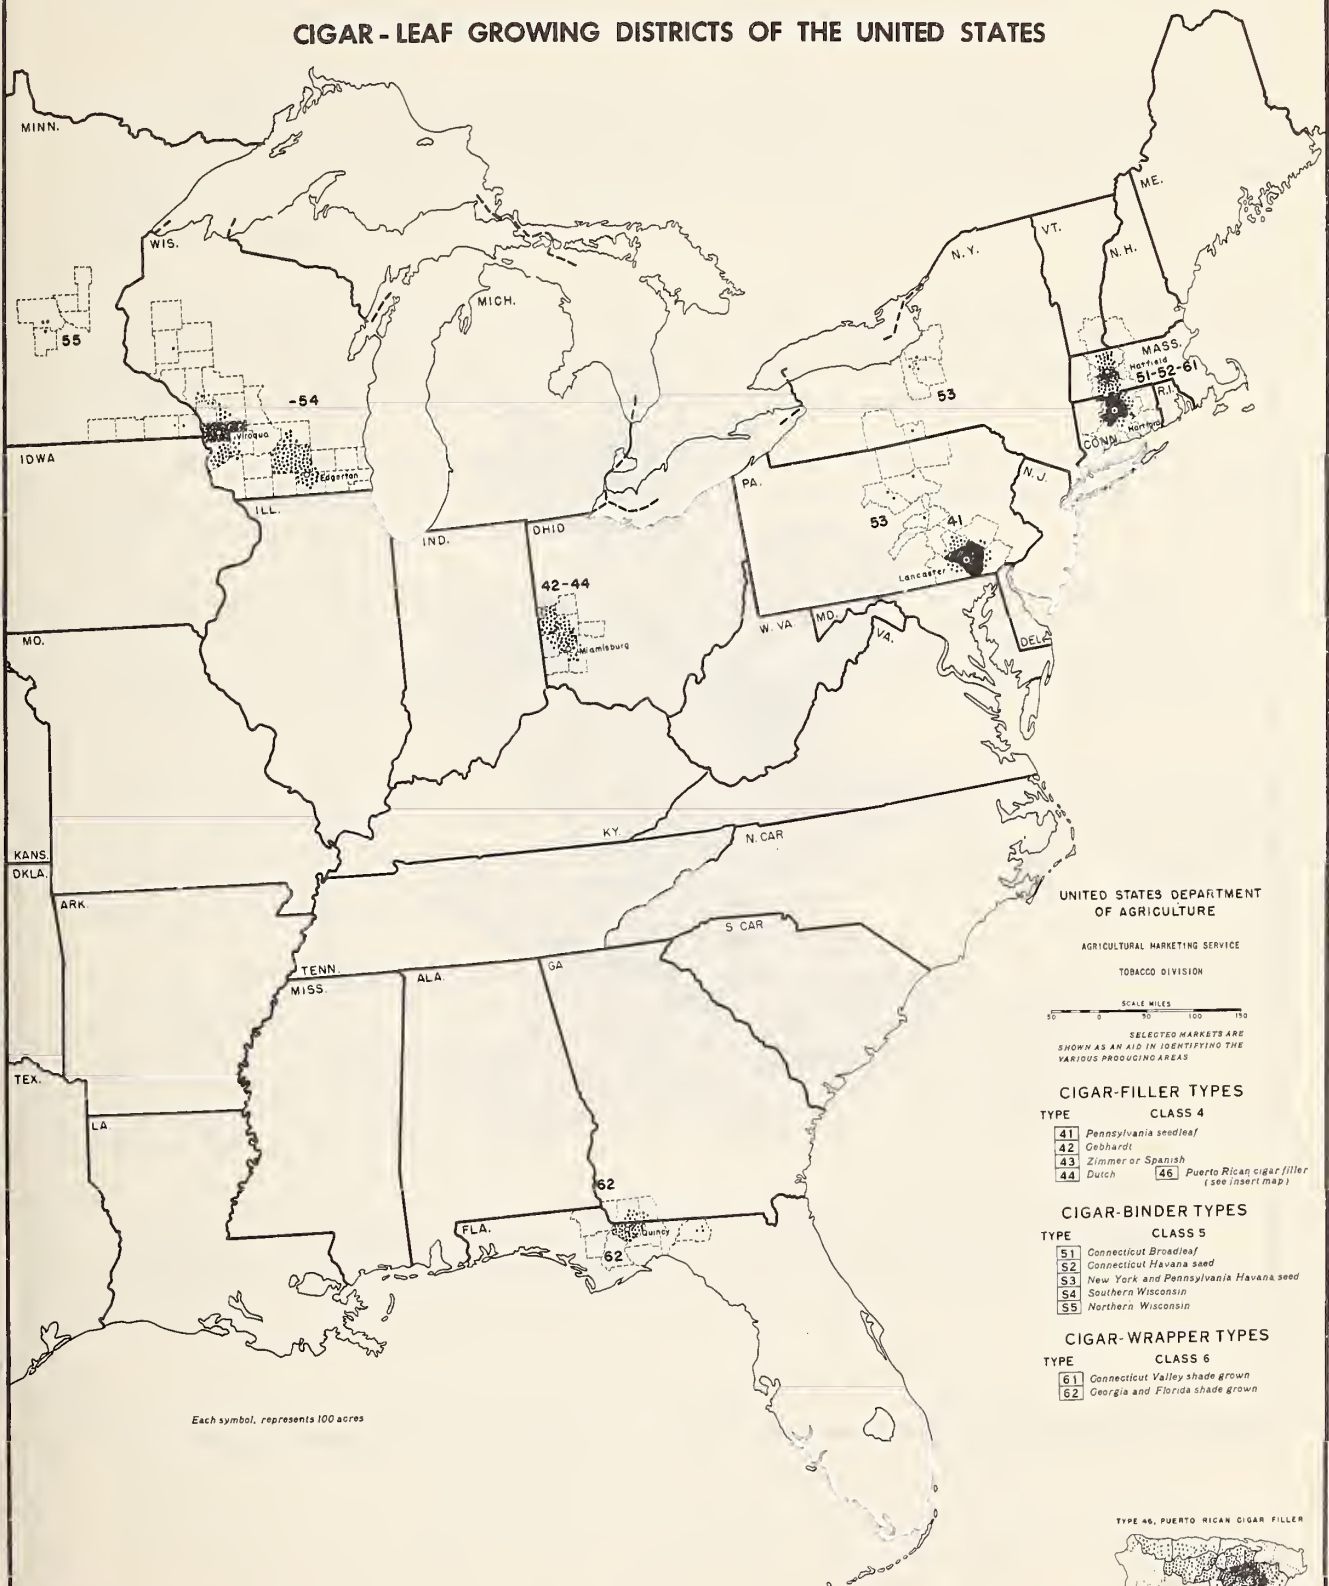 CIGAR-LEAF GROWING DISTRICTS OF THE UNITED STATES
MINN.
ME.
VT.
WIS.
N.Y.
N.H.
MICH.
55
MASS.
Hatfield
51-52-61
-54
53
R.I.
Viroqua
Hartford
CONN.
IOWA
Edgerton
N.J.
PA.
ILL.
53
41
OHIO
IND.
Lancaster
42-44
MD.
W. VA
VA.
DEL.
MO.
Miamisburg
KY.
N. CAR
KANS.
OKLA.
UNITED STATES DEPARTMENT
OF AGRICULTURE
ARK.
S CAR
AGRICULTURAL MARKETING SERVICE
GA
TENN.
ALA.
TOBACCO DIVISION
MISS.
SCALE MILES
50 0 50 100 150
SELECTED MARKETS ARE
SHOWN AS AN AID IN IDENTIFYING THE
VARIOUS PRODUCING AREAS
TEX.
CIGAR-FILLER TYPES
TYPE CLASS 4
LA.
41 Pennsylvania seedleaf
42 Gebhardt
43 Zimmer or Spanish
44 Dutch 46 Puerto Rican cigar filler
(see insert map)
62
CIGAR-BINDER TYPES
FLA.
Quincy
TYPE CLASS 5
62
51 Connecticut Broadleaf
52 Connecticut Havana seed
53 New York and Pennsylvania Havana seed
54 Southern Wisconsin
55 Northern Wisconsin
CIGAR-WRAPPER TYPES
TYPE CLASS 6
61 Connecticut Valley shade grown
62 Georgia and Florida shade grown
Each symbol, represents 100 acres
TYPE 46, PUERTO RICAN CIGAR FILLER